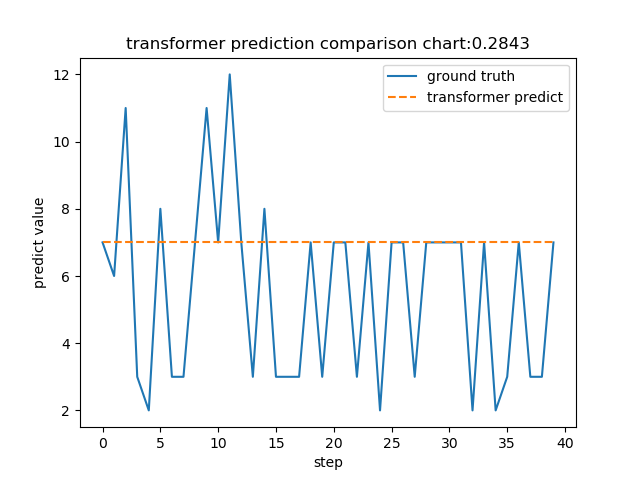 transformer prediction comparison chart:0.2843
ground truth
transformer predict
predict value
12
10
8
6
4
2
0 5 10 15 20 25 30 35 40
step